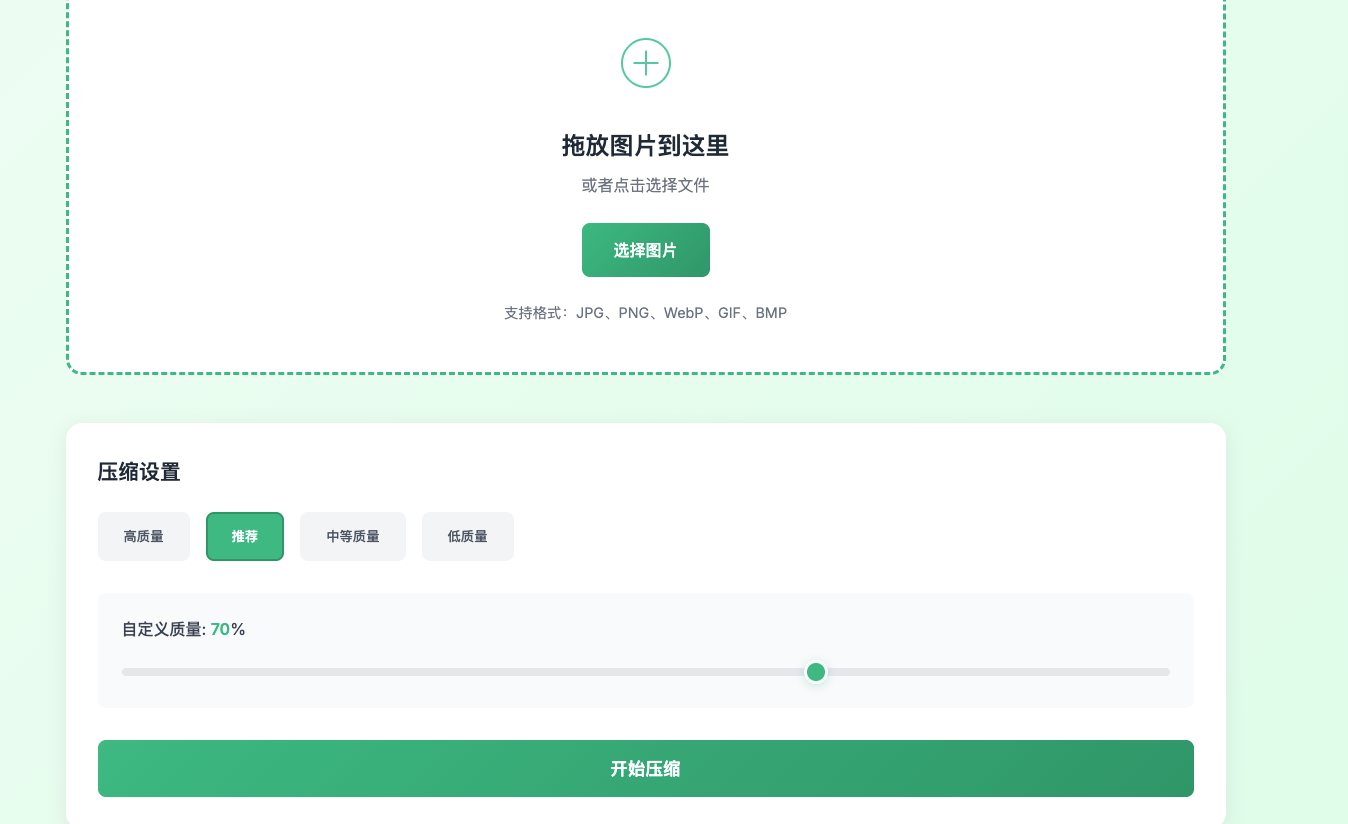 拖放图片到这里
或者点击选择文件
选择图片
支持格式：JPG、PNG、WebP、GIF、BMP
压缩设置
高质量 推荐 中等质量 低质量
自定义质量: 70%
开始压缩